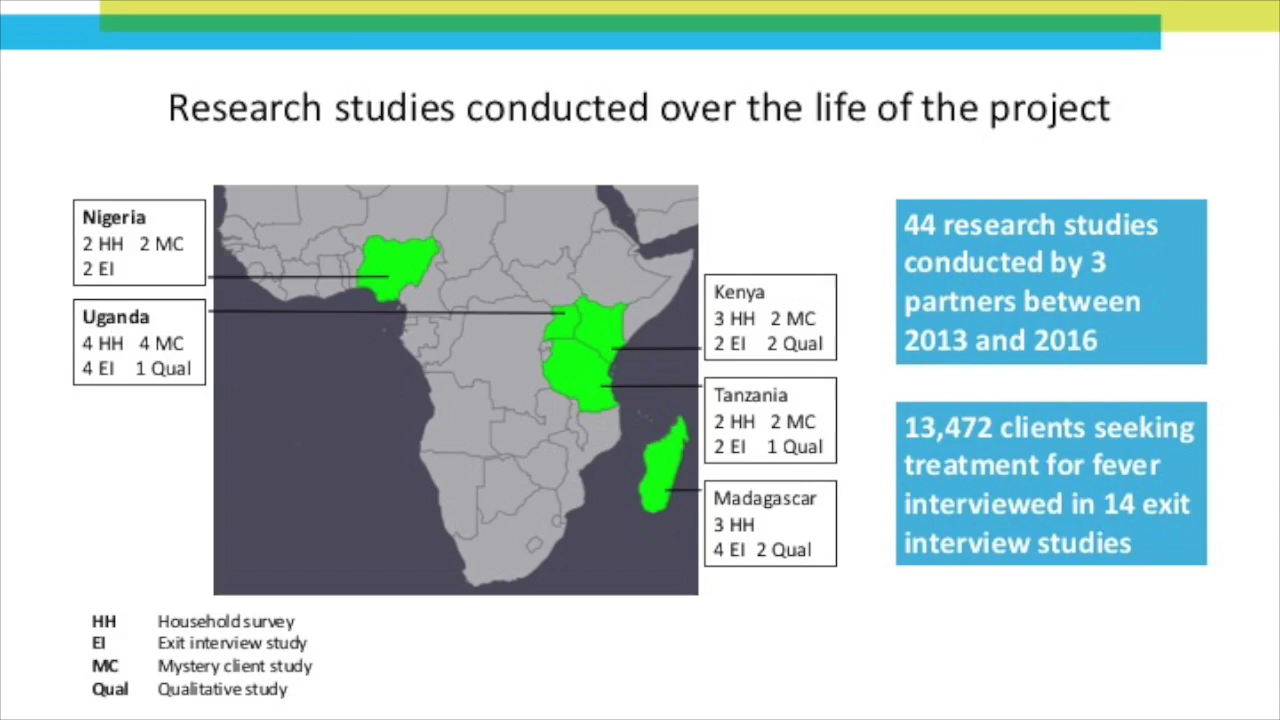 Research studies conducted over the life of the project
Nigeria
2 HH 2 MC
2 EI
Uganda
4 HH 4 MC
4 EI 1 Qual
Kenya
3 HH 2 MC
2 EI 2 Qual
Tanzania
2 HH 2 MC
2 EI 1 Qual
Madagascar
3 HH
4 EI 2 Qual
44 research studies
conducted by 3
partners between
2013 and 2016
13,472 clients seeking
treatment for fever
interviewed in 14 exit
interview studies
HH Household survey
EI Exit interview study
MC Mystery client study
Qual Qualitative study